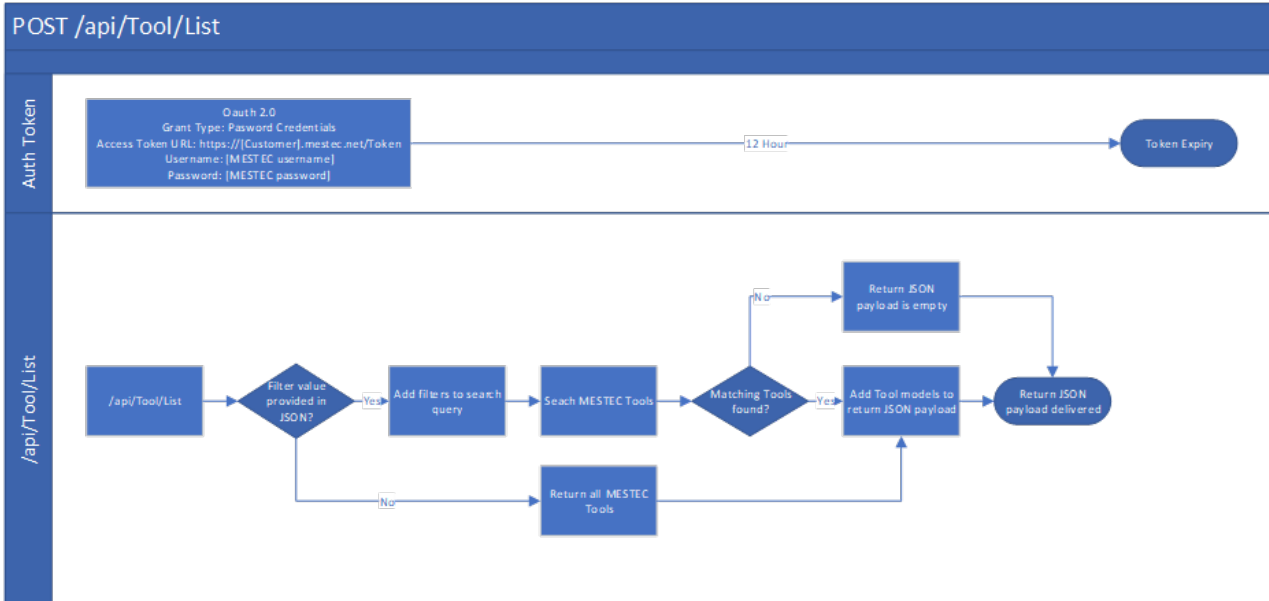 POST /api/Tool/List
Auth Token
Oauth 2.0
Grant Type: Pasword Credentials
Access Token URL: https://[Customer].mestec.net/Token
Username: [MESTEC username]
Password: [MESTEC password]
12 Hour
Token Expiry
/api/Tool/List
/api/Tool/List
Filter value
provided in
JSON?
Yes
Add filters to search
query
Seach MESTEC Tools
Matching Tools
found?
No
Return JSON
payload is empty
Yes
Add Tool models to
return JSON payload
Return JSON
payload delivered
No
Return all MESTEC
Tools